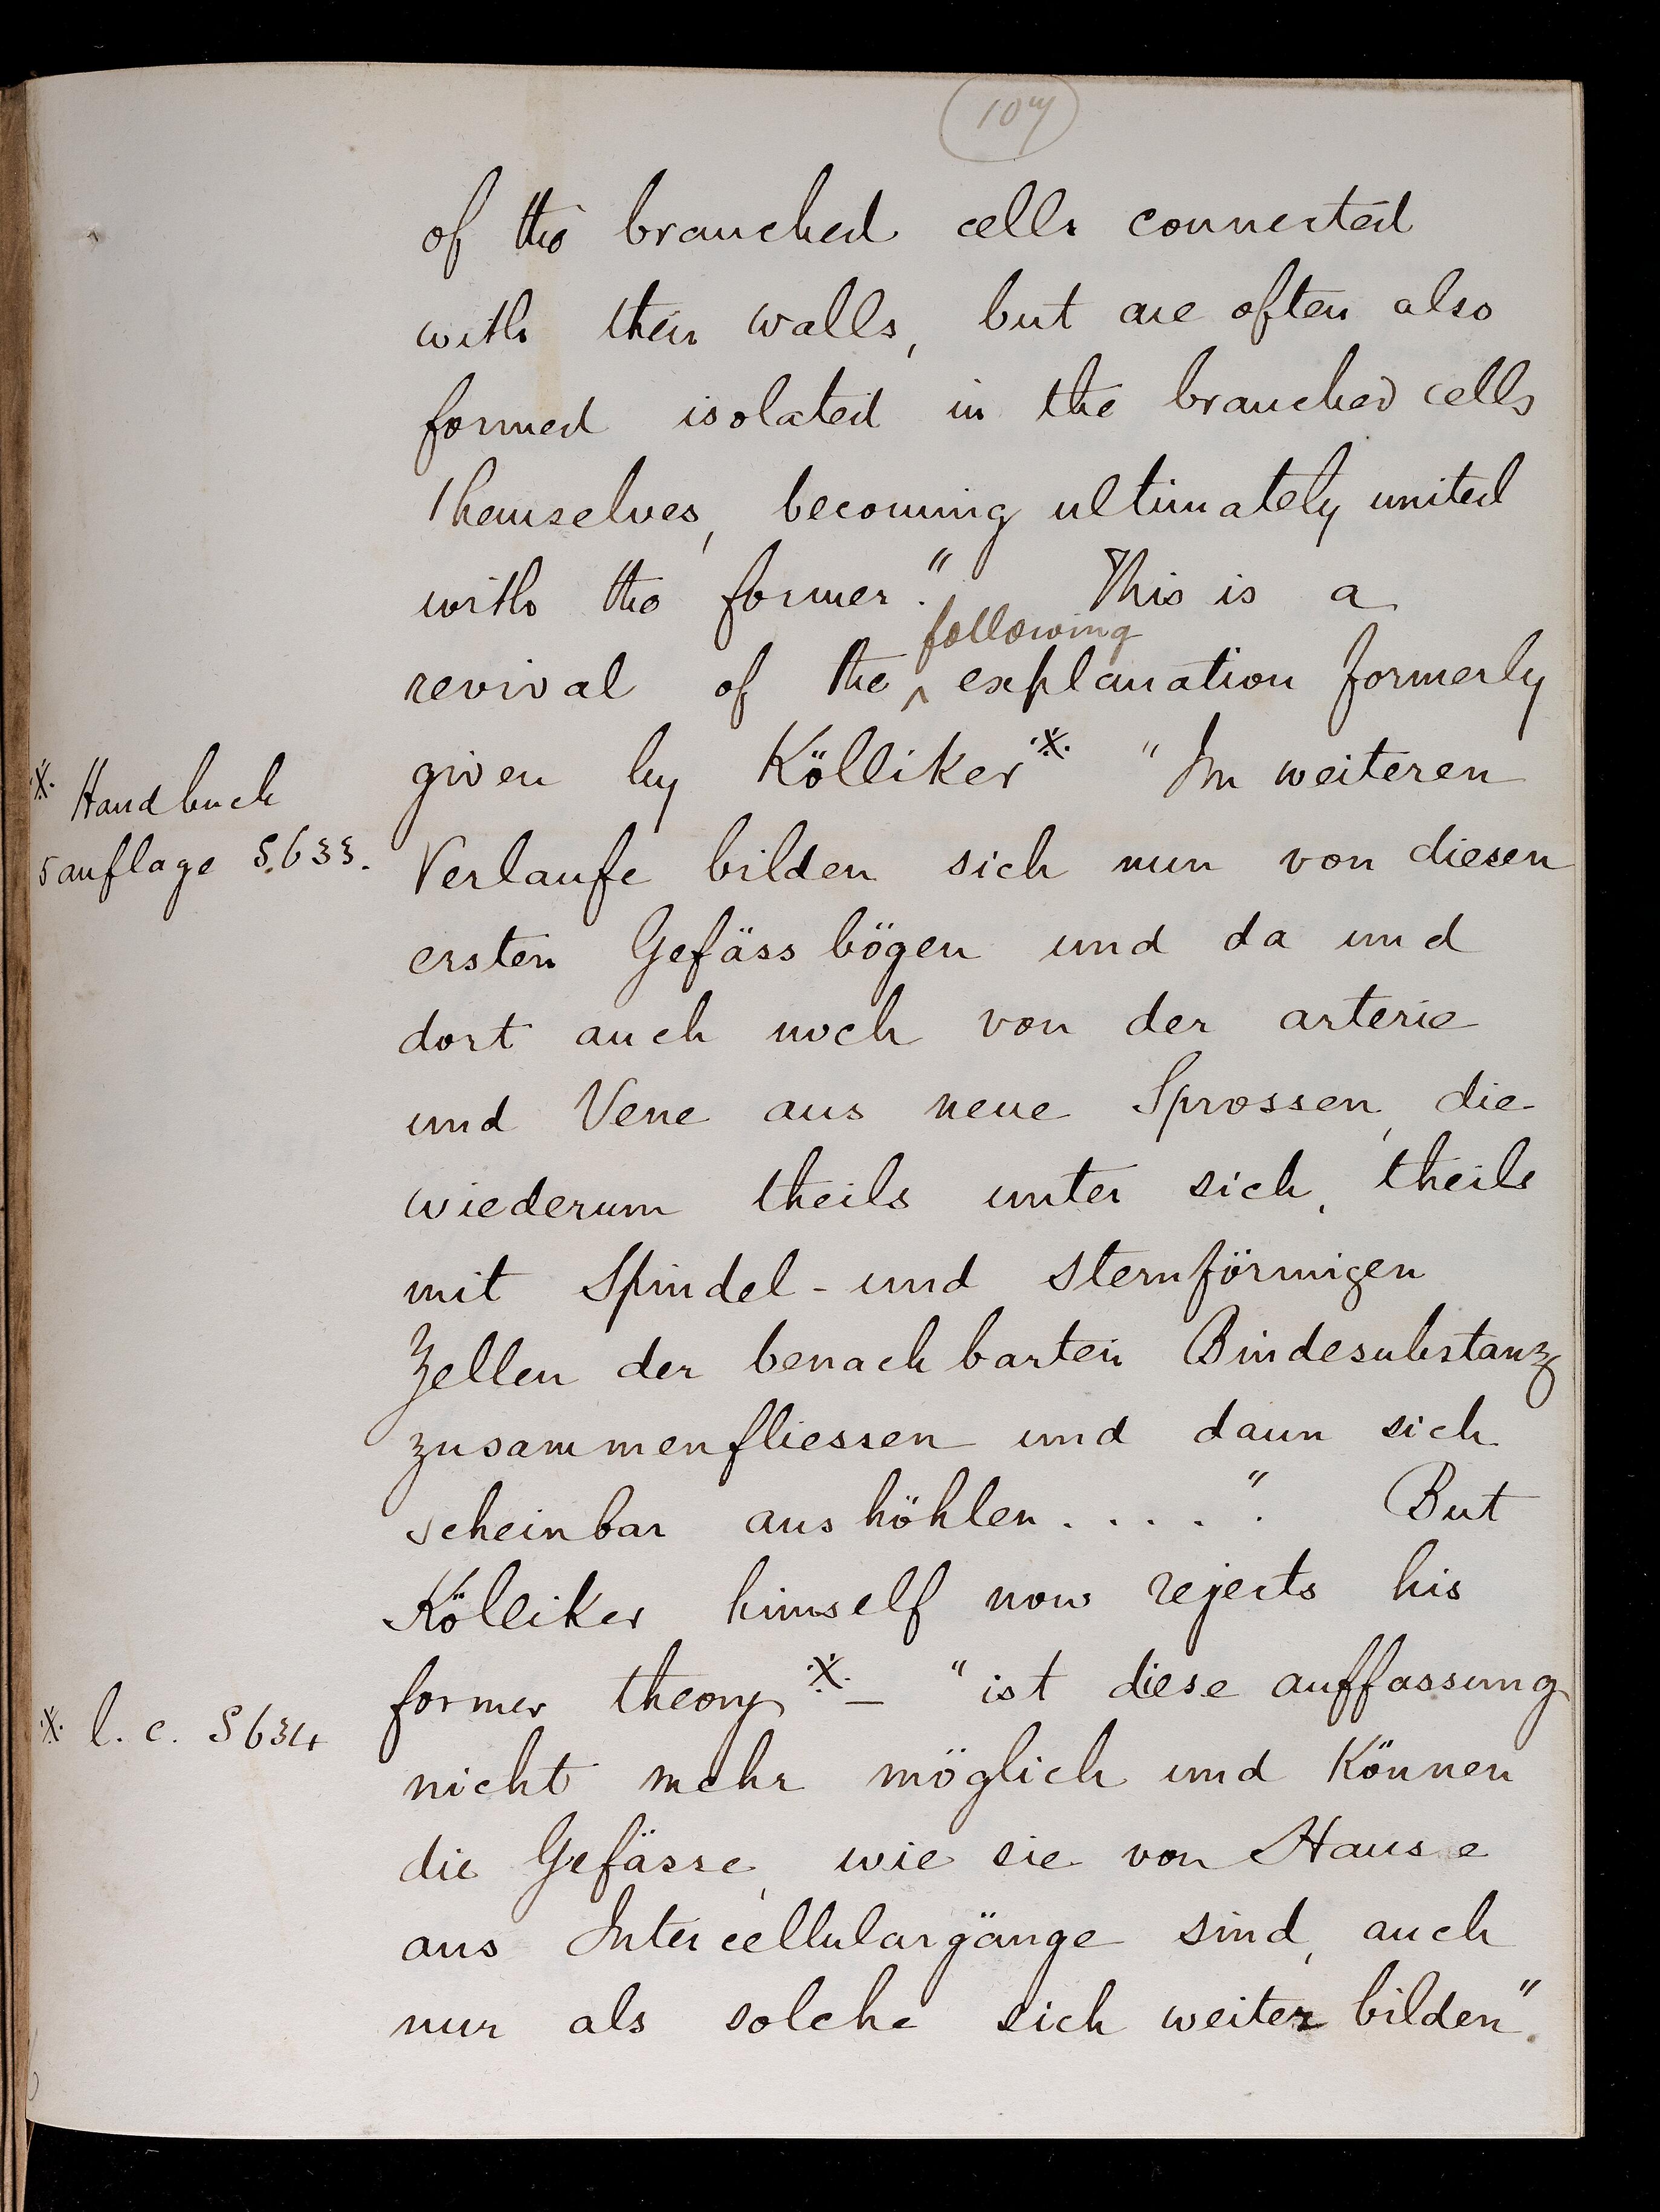 107
of the branched cells connected
with their walls, but are often also
formed isolated in the branched cells
themselves, becoming ultimately united
with the former." This is a
following
revival of the ^ explanation formerly
given by Kölliker※ "Im weiteren
※ Handbuch
5 auflage S. 633.
Verlaufe bilden sich nun von diesen
ersten Gefäss bögen und da und
dort auch noch von der arterie
und Vene aus neue Sprossen, die
wiederum theils unter sich, theils
mit Spindel - und sternförmigen
Zellen der benachbarten Bindesubstanz
zusammenfliessen und dann sich
scheinbar aushöhlen. . . . ." But
Kölliker himself now rejects his
former theory ※ – "ist diese auffassung
※ l. c. S 634
nicht mehr möglich und Können
die Gefässe, wie sie von Hause
aus Intercellulargänge sind, auch
nur als solche sich weiter bilden".